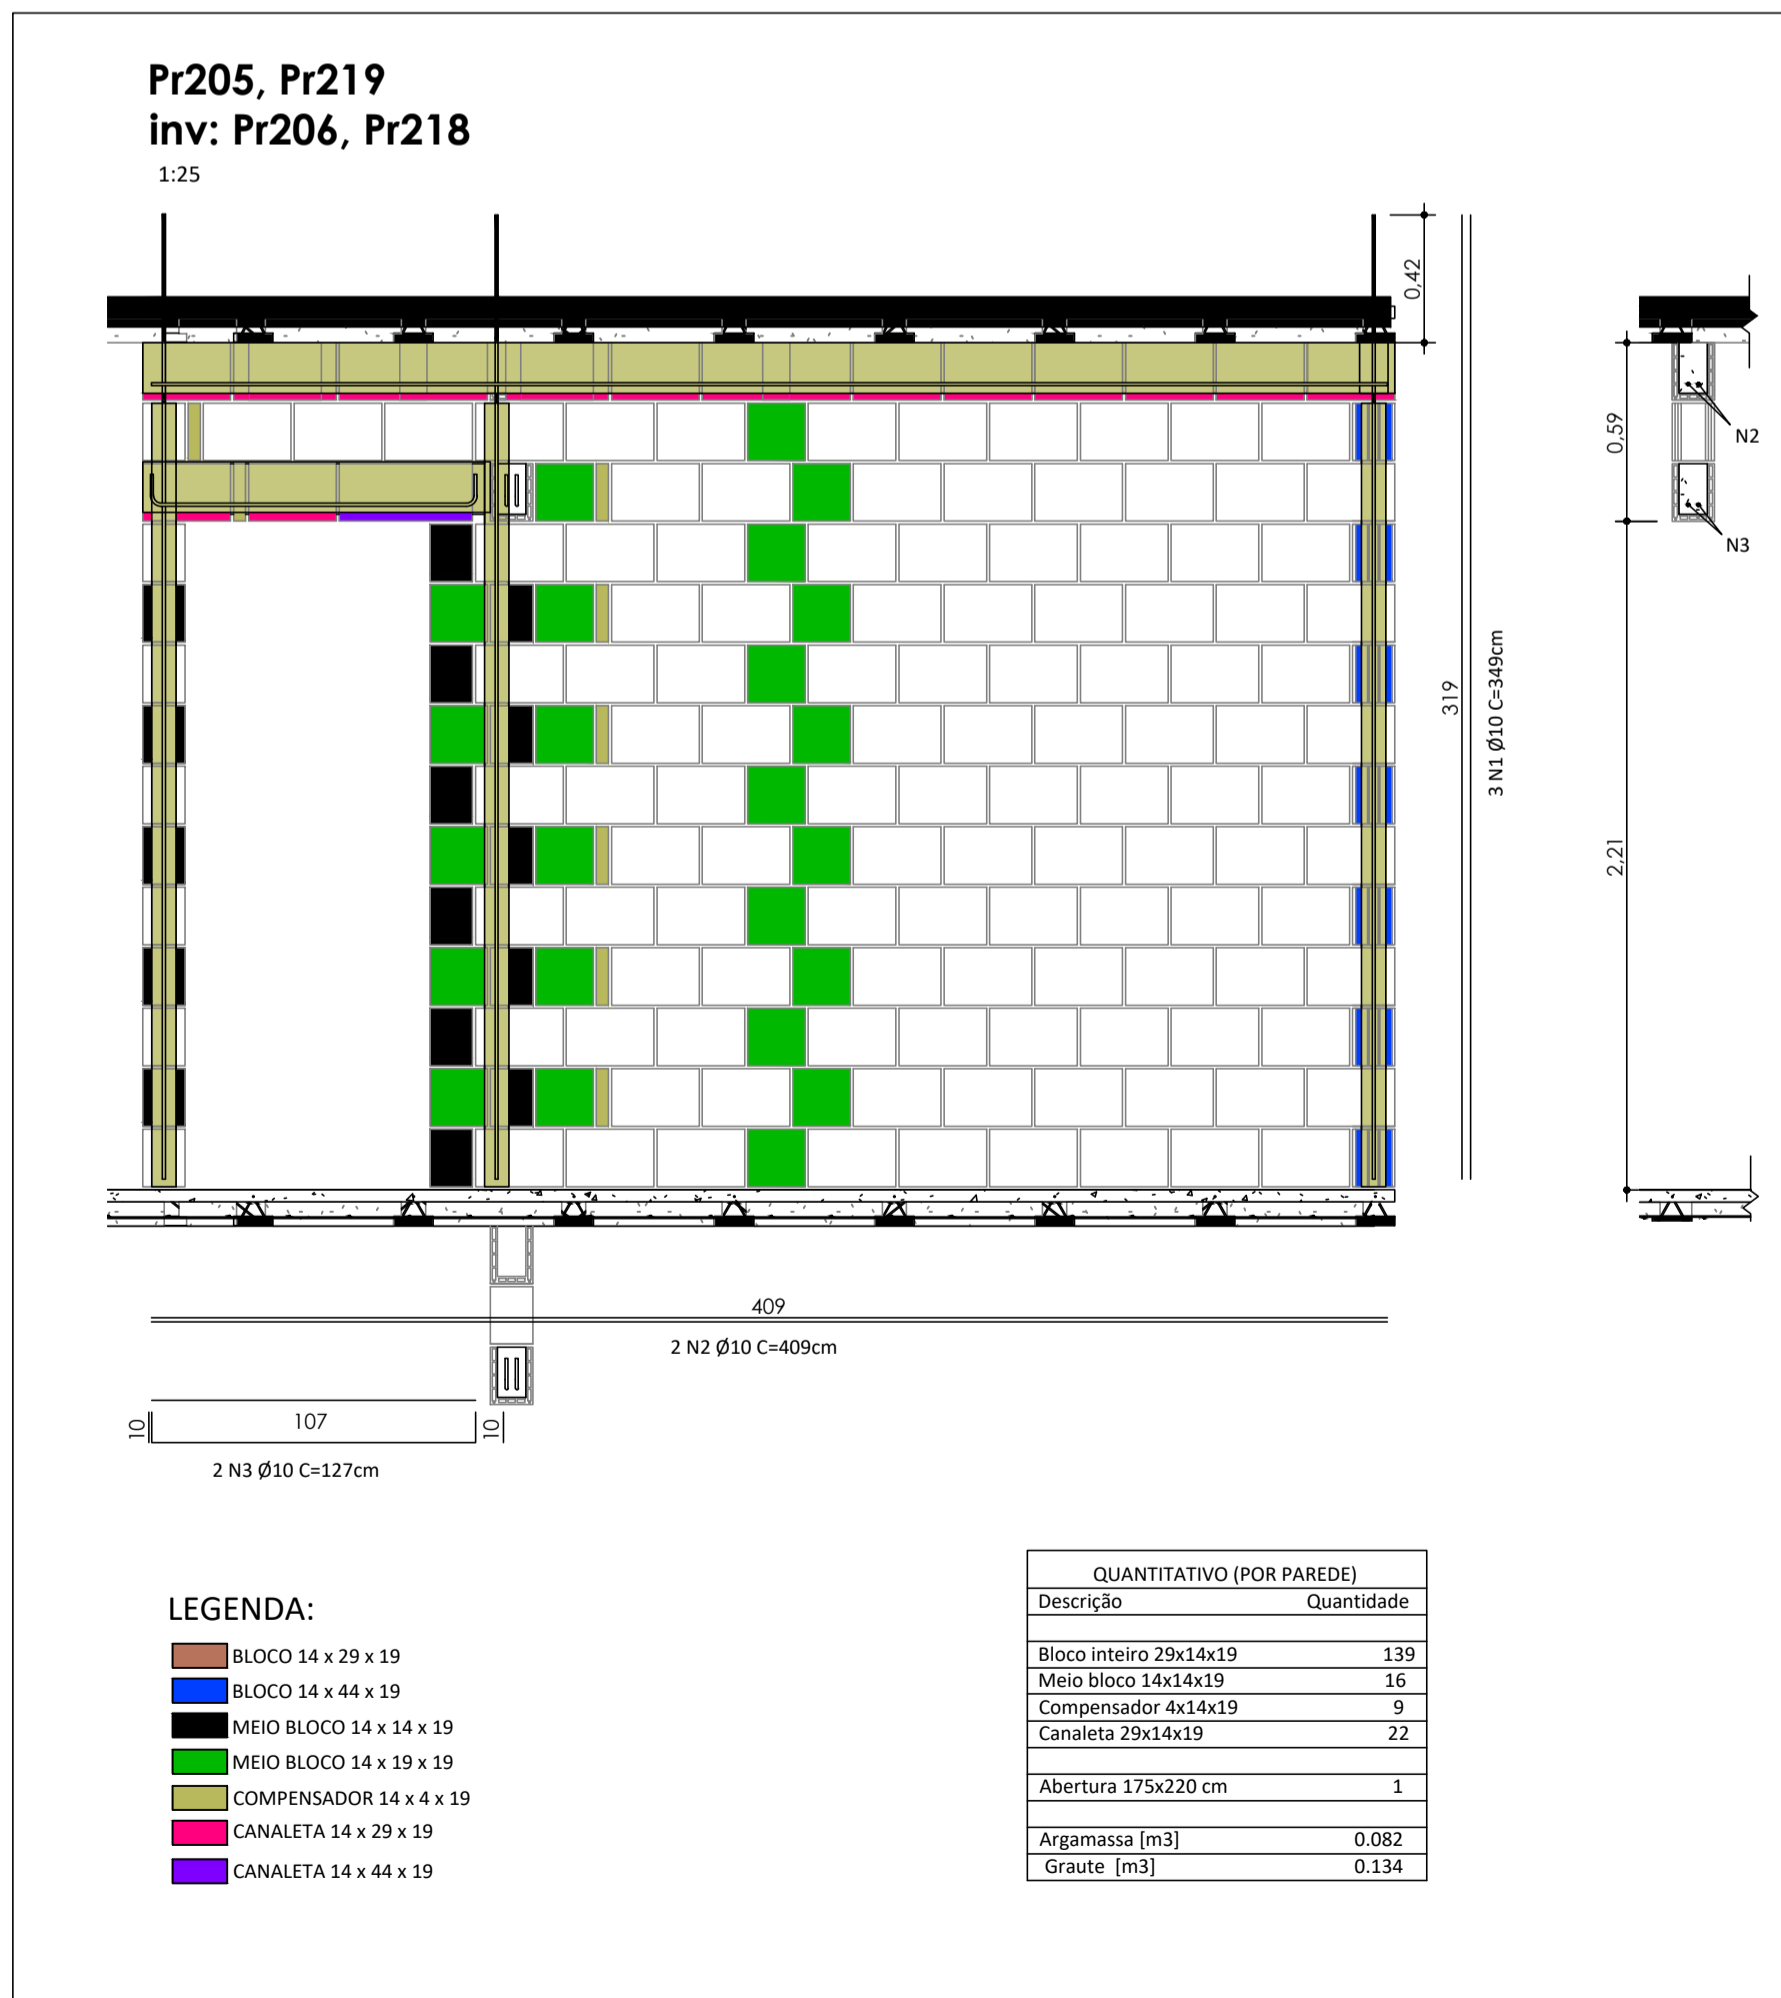 Pr205, Pr219
inv: Pr206, Pr218
1:25
0,42
319
3 N1 Ø10 C=349cm
0,59
2,21
N2
N3
409
2 N2 Ø10 C=409cm
10
107
10
2 N3 Ø10 C=127cm
LEGENDA:
BLOCO 14 x 29 x 19
BLOCO 14 x 44 x 19
MEIO BLOCO 14 x 14 x 19
MEIO BLOCO 14 x 19 x 19
COMPENSADOR 14 x 4 x 19
CANALETA 14 x 29 x 19
CANALETA 14 x 44 x 19
QUANTITATIVO (POR PAREDE)
Descrição Quantidade
Bloco inteiro 29x14x19 139
Meio bloco 14x14x19 16
Compensador 4x14x19 9
Canaleta 29x14x19 22
Abertura 175x220 cm 1
Argamassa [m3] 0.082
Graute [m3] 0.134